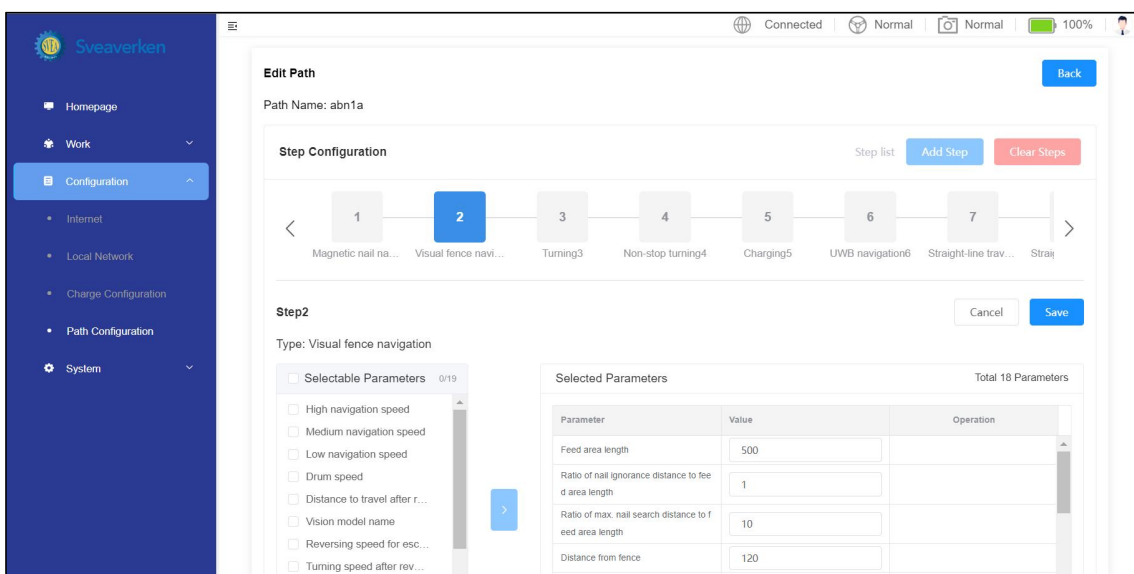 Sveaverken
Connected
Normal
Normal
100%
Homepage
Work
Configuration
Internet
Local Network
Charge Configuration
Path Configuration
System
Edit Path
Back
Path Name: abn1a
Step Configuration
Step list
Add Step
Clear Steps
1
2
3
4
5
6
7
Magnetic nail na...
Visual fence navi...
Turning3
Non-stop turning4
Charging5
UWB navigation6
Straight-line trav...
Step2
Cancel
Save
Type: Visual fence navigation
Selectable Parameters 0/19
High navigation speed
Medium navigation speed
Low navigation speed
Drum speed
Distance to travel after r...
Vision model name
Reversing speed for esc...
Turning speed after rev...
Selected Parameters
Total 18 Parameters
Parameter Value Operation
Feed area length 500
Ratio of nail ignorance distance to fee
d area length
1
Ratio of max. nail search distance to f
eed area length
10
Distance from fence 120